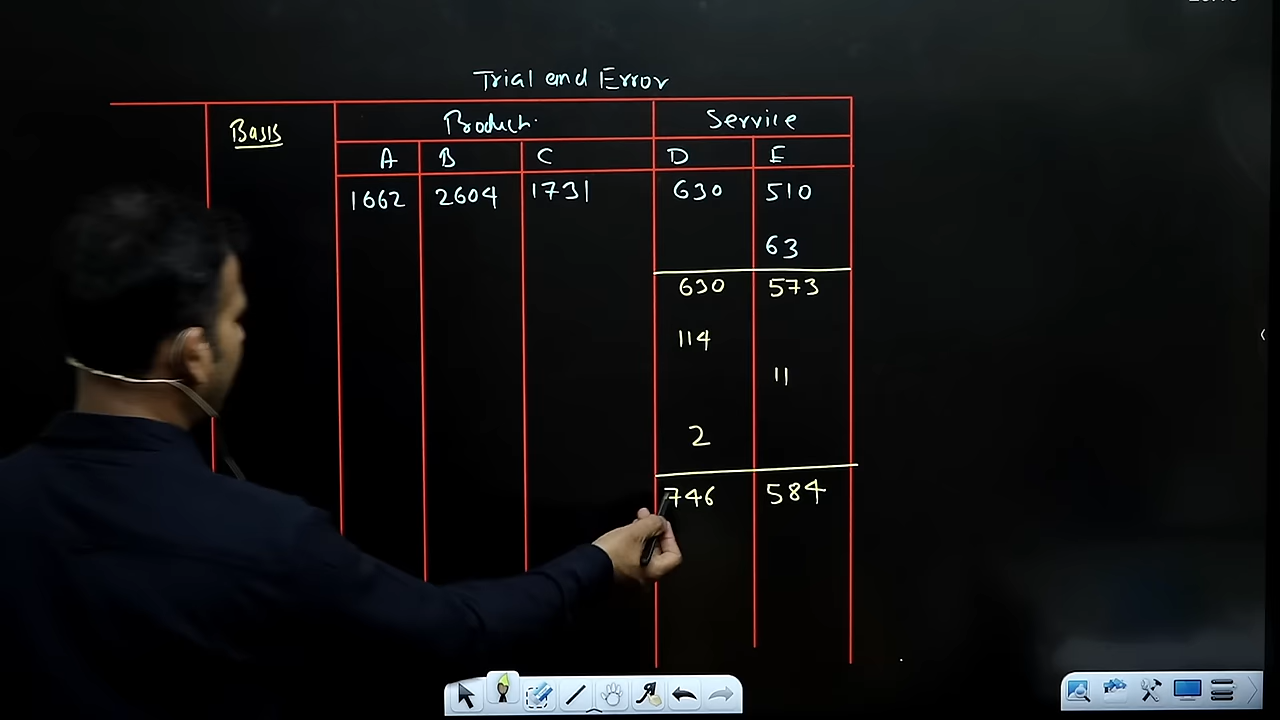 Trial and Error
Basis Product. Service
A B C D E
1662 2604 1731 630 510
63
630 573
114
11
2
746 584